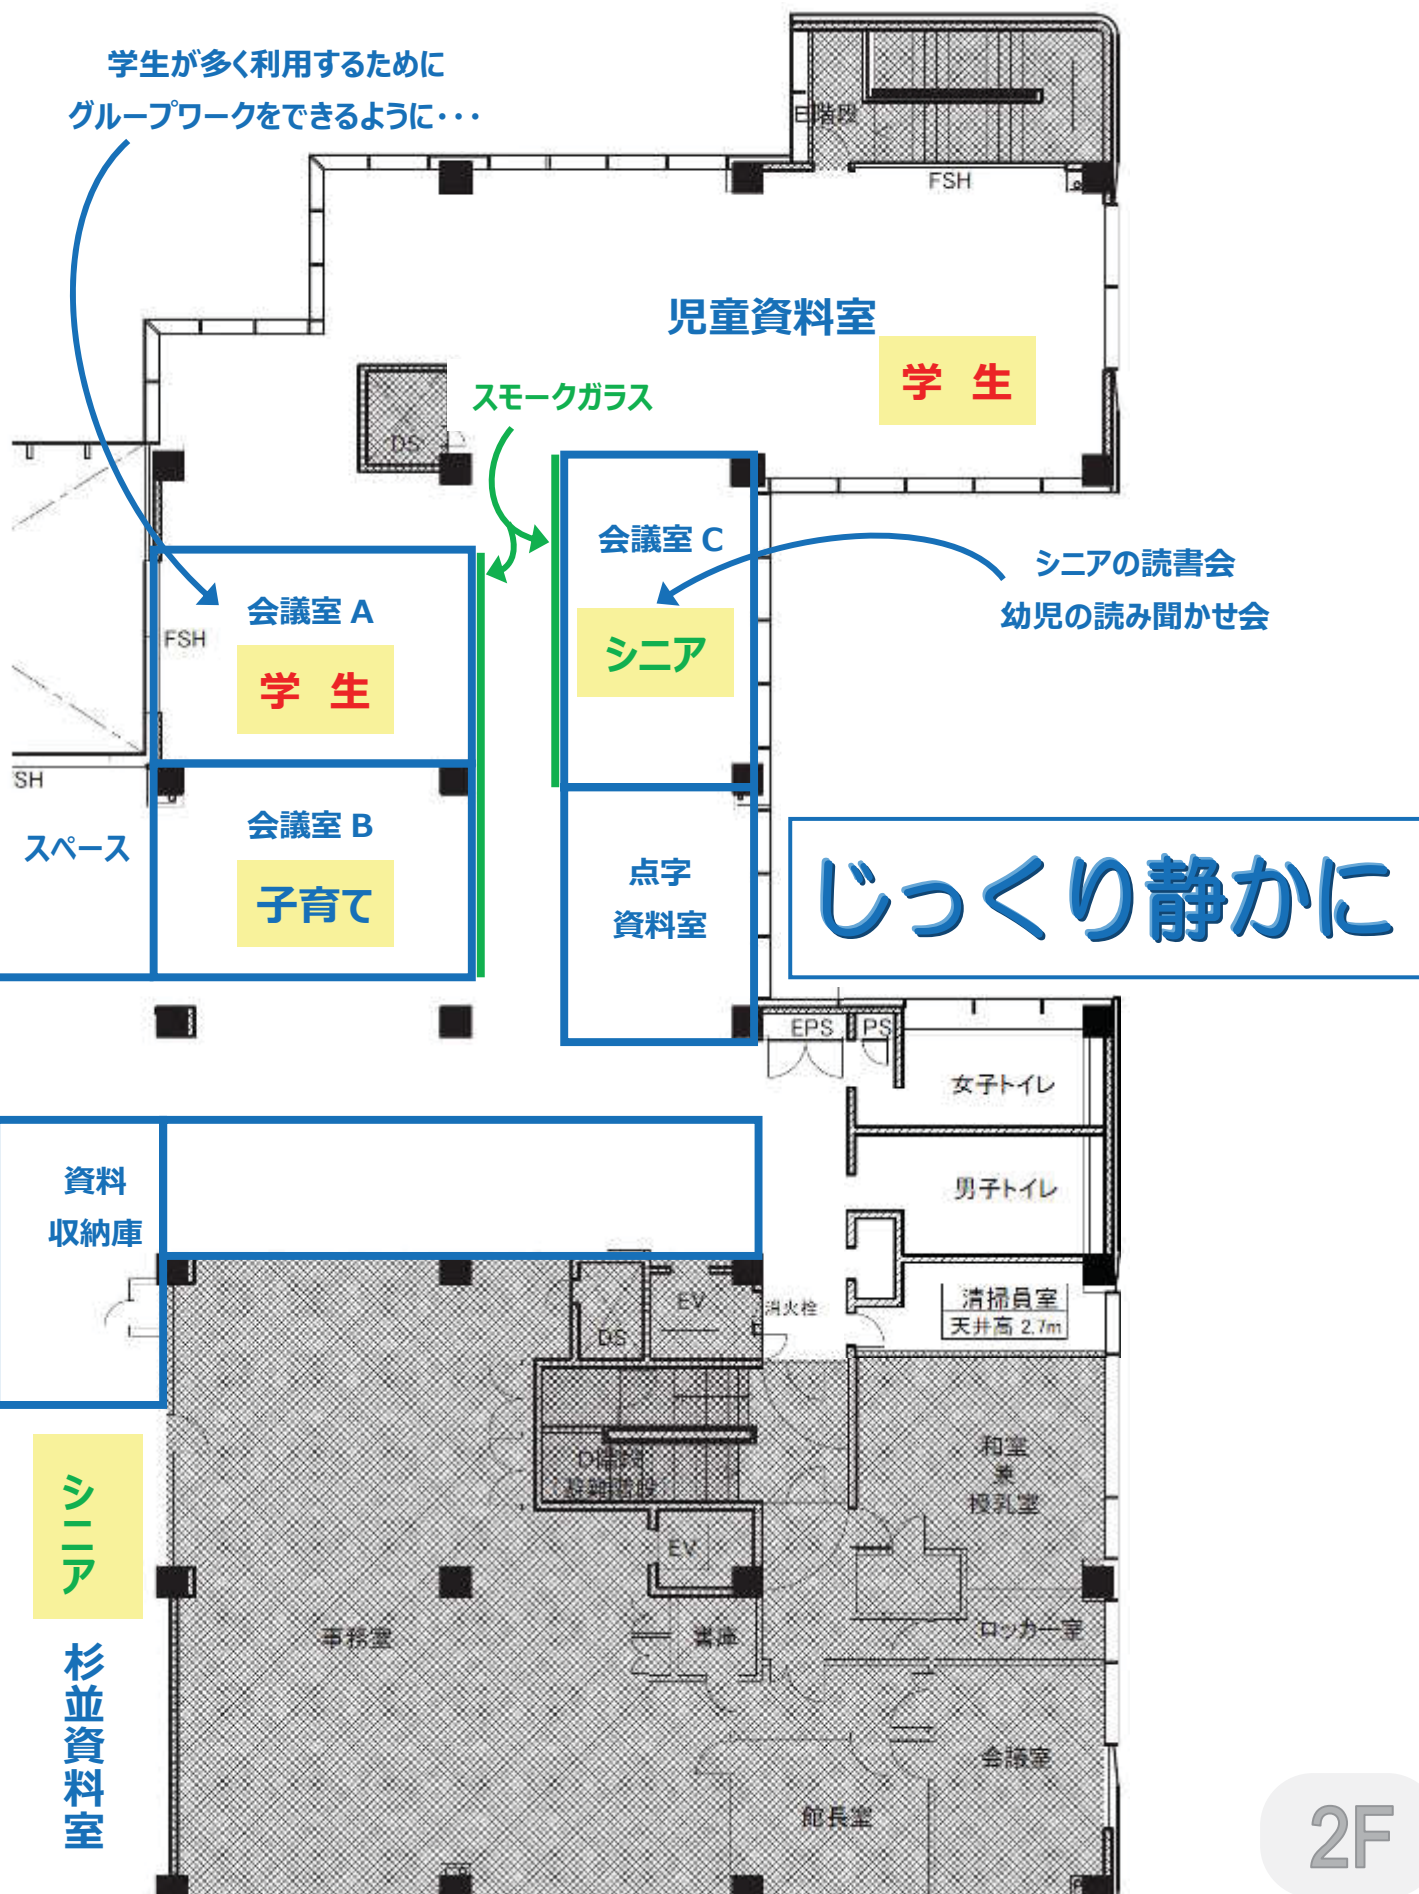 学生が多く利用するために
グループワークをできるように・・・
E階段
FSH
児童資料室
学 生
スモークガラス
DS
会議室 C
シニア
シニアの読書会
幼児の読み聞かせ会
会議室 A
学 生
FSH
SH
スペース
会議室 B
子育て
点字
資料室
じっくり静かに
EPS
PS
女子トイレ
男子トイレ
資料
収納庫
EV
DS
消火栓
清掃員室
天井高 2.7m
D階段
和室
兼
授乳室
EV
シニア
事務室
書庫
ロッカー室
杉並資料室
会議室
館長室
2F